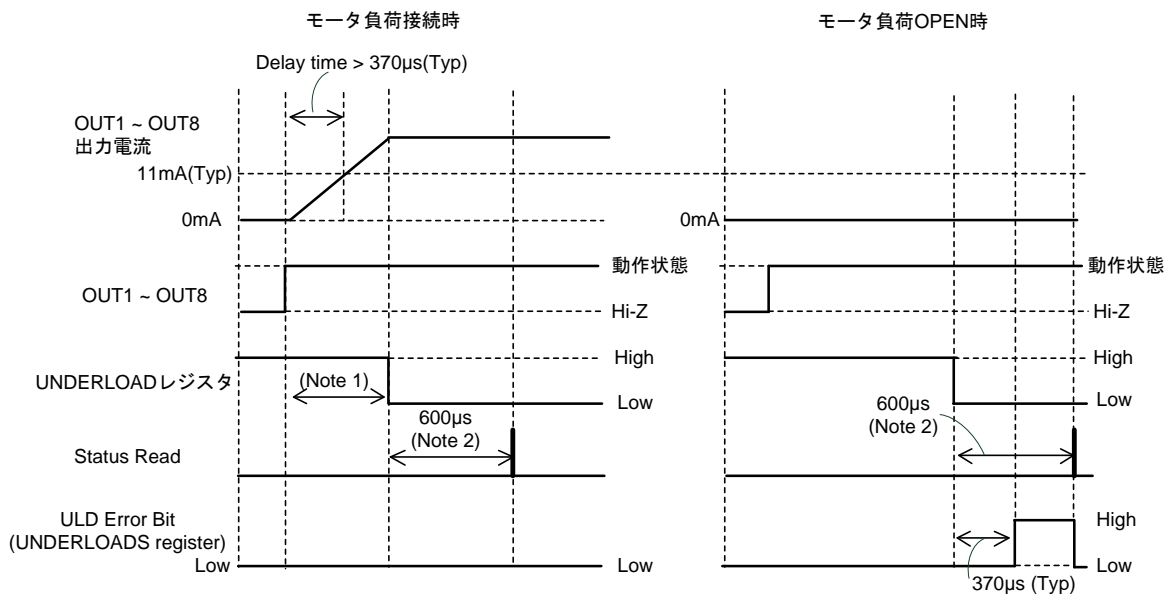 モータ負荷接続時
モータ負荷OPEN時
Delay time > 370µs(Typ)
OUT1 ~ OUT8
出力電流
11mA(Typ)
0mA
0mA
動作状態
動作状態
OUT1 ~ OUT8
Hi-Z
Hi-Z
High
High
UNDERLOADレジスタ
(Note 1)
Low
Low
600µs
(Note 2)
600µs
(Note 2)
Status Read
ULD Error Bit
(UNDERLOADS register)
High
Low
Low
Low
370µs (Typ)